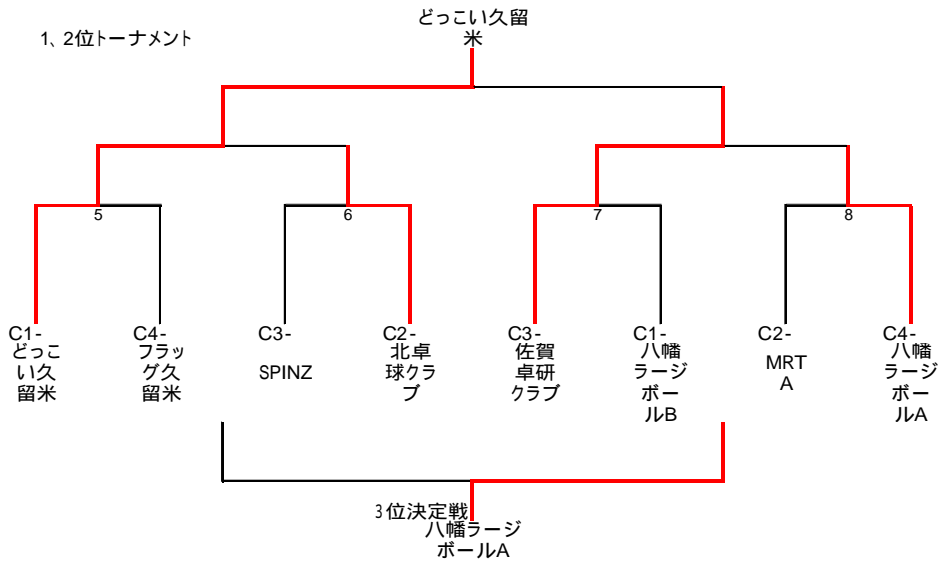 どっこい久留
米
1、2位トーナメント
5
6
7
8
C1-
どっこ
い久
留米
C4-
フラッ
グ久
留米
C3-
SPINZ
C2-
北卓
球クラ
ブ
C3-
佐賀
卓研
クラブ
C1-
八幡
ラージ
ボー
ルB
C2-
MRT
A
C4-
八幡
ラージ
ボー
ルA
3位決定戦
八幡ラージ
ボールA